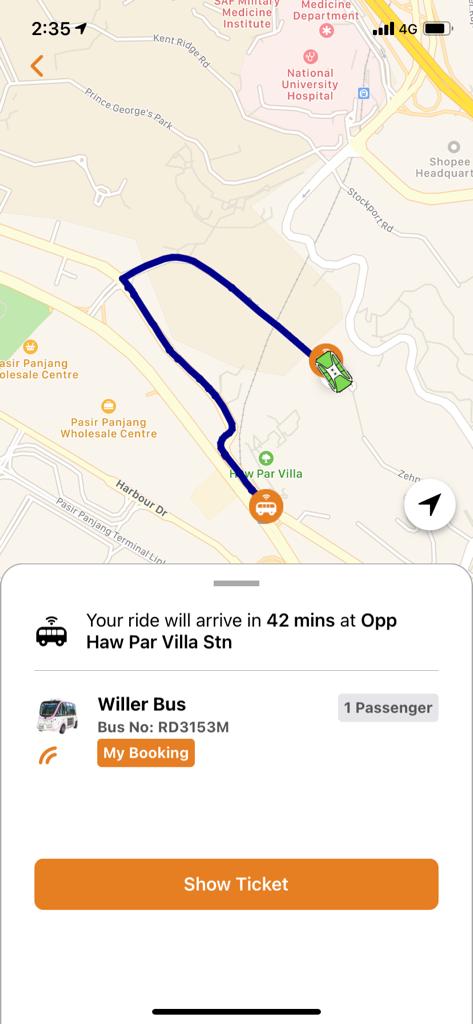 2:35
4G
SAF Military
Medicine
Institute
Medicine
Department
Kent Ridge Rd
National
University
Hospital
Prince George's Park
Shopee
Headquart
Stockport Rd
asir Panjang
olesale Centre
Pasir Panjang
Wholesale Centre
Haw Par Villa
Zehn
Harbour Dr
Pasir Panjang Terminal Lin
Your ride will arrive in 42 mins at Opp
Haw Par Villa Stn
Willer Bus
1 Passenger
Bus No: RD3153M
My Booking
Show Ticket